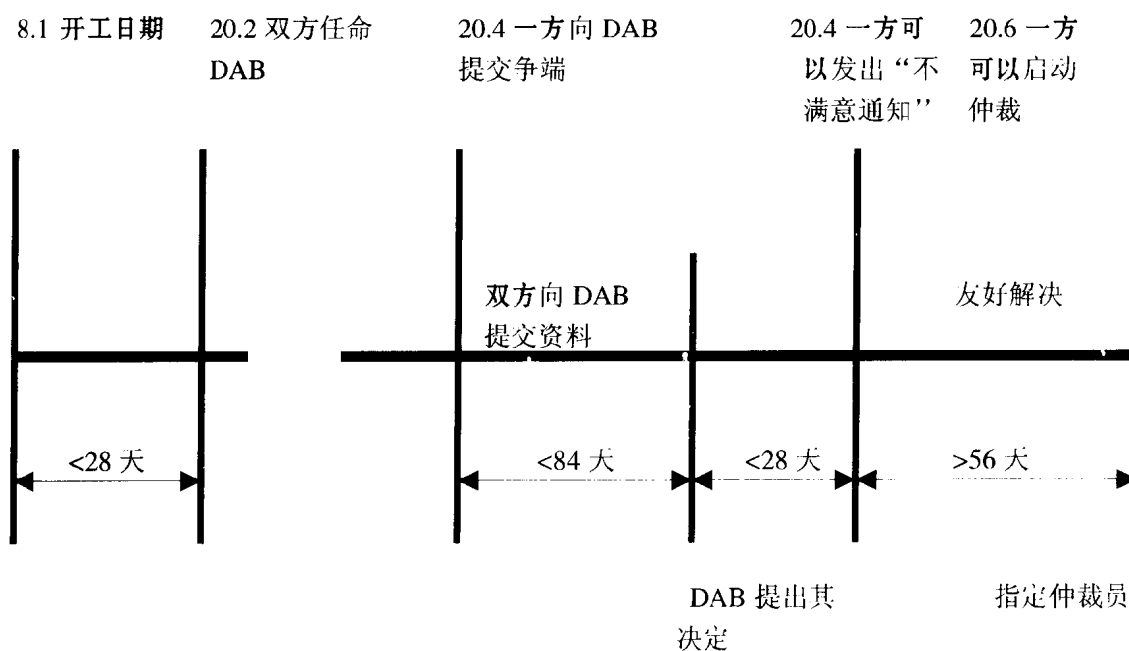 8.1 开工日期
20.2 双方任命
DAB
20.4 一方向 DAB
提交争端
20.4 一方可
以发出“不
满意通知”
20.6 一方
可以启动
仲裁
双方向 DAB
提交资料
友好解决
<28 天
<84 天
<28 天
>56 天
DAB 提出其
决定
指定仲裁员